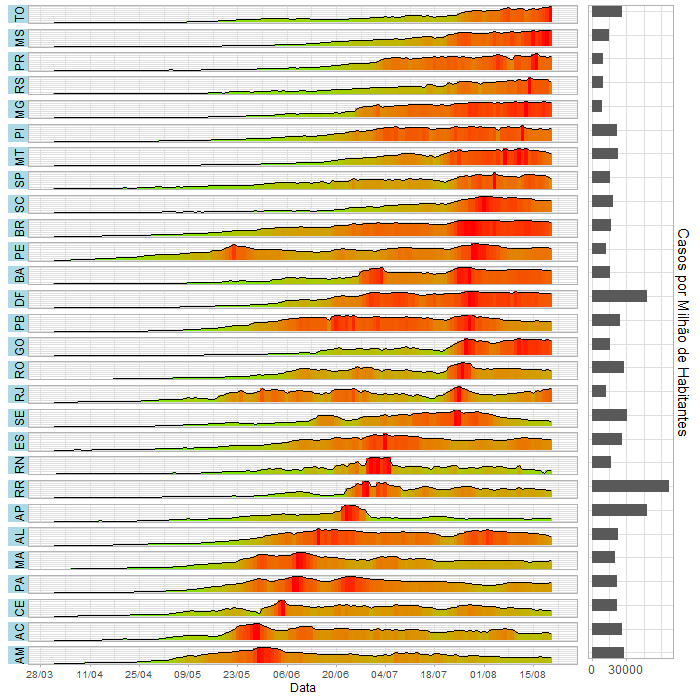 TO
MS
PR
RS
MG
PI
MT
SP
SC
BR
PE
BA
DF
PB
GO
RO
RJ
SE
ES
RN
RR
AP
AL
MA
PA
CE
AC
AM
28/03 11/04 25/04 09/05 23/05 06/06 20/06 04/07 18/07 01/08 15/08
Data
0 30000
Casos por Milhão de Habitantes